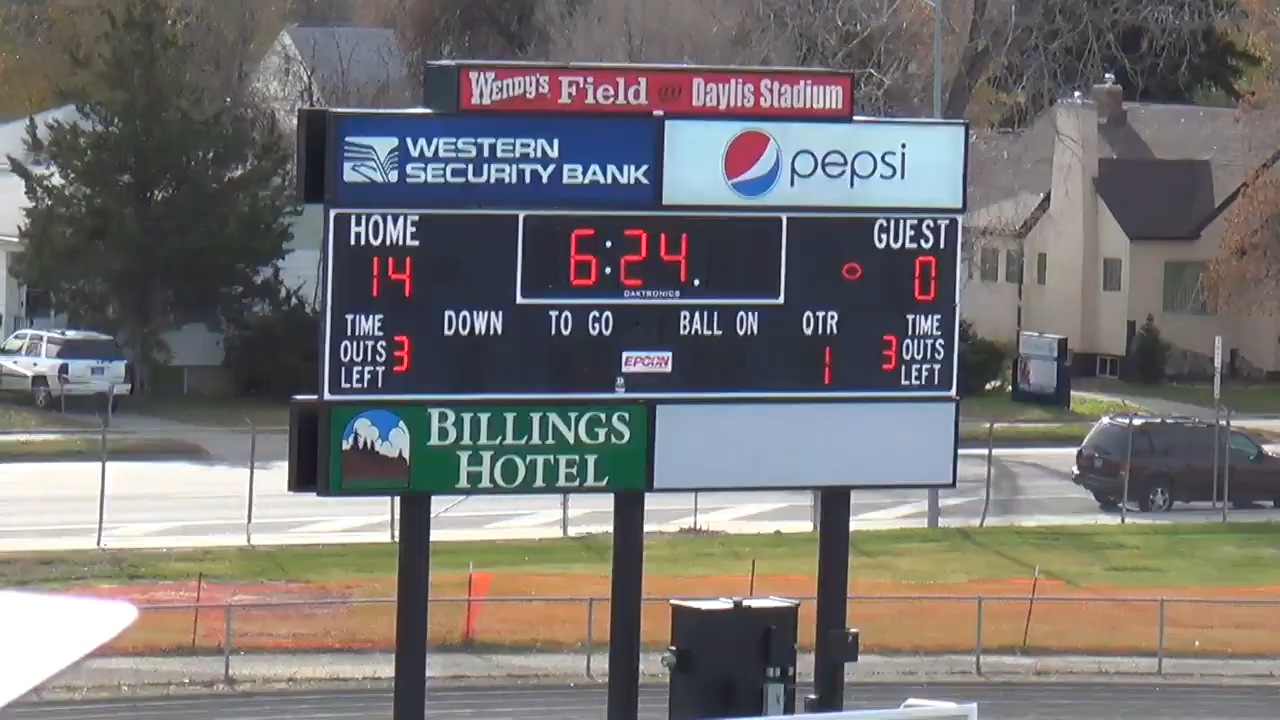 Wendy's Field Daylis Stadium
WESTERN
SECURITY BANK
pepsi
HOME 6:24 GUEST
14 0
DAKTRONICS
TIME DOWN TO GO BALL ON QTR TIME
OUTS 3 1 3 OUTS
LEFT LEFT
BILLINGS
HOTEL